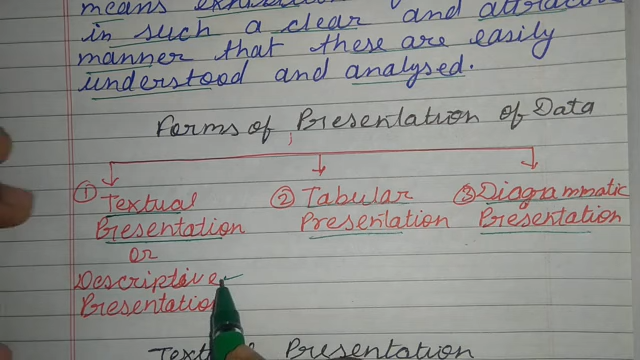 means
in such a clear and attractive
manner that these are easily
understood and analysed.
Forms of Presentation of Data
① Textual Presentation or Descriptive Presentation
② Tabular Presentation
③ Diagrammatic Presentation
Textual Presentation